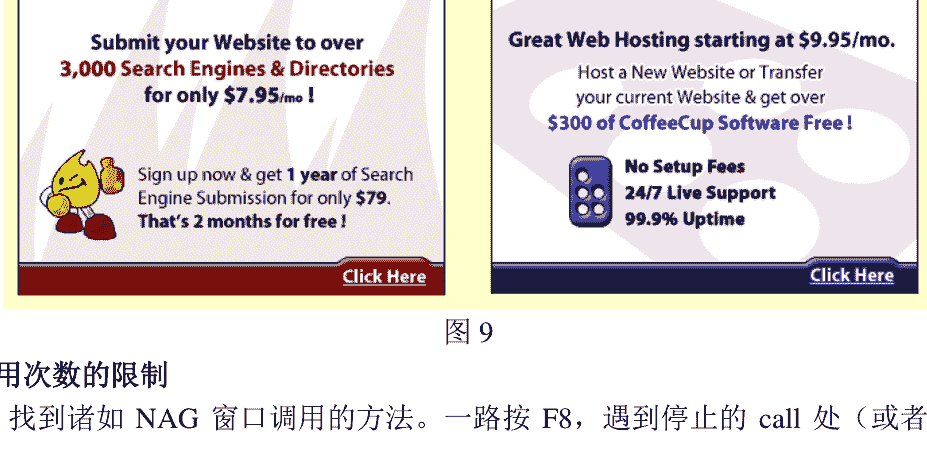 Submit your Website to over
3,000 Search Engines & Directories
for only $7.95/mo !
Sign up now & get 1 year of Search
Engine Submission for only $79.
That's 2 months for free !
Click Here
Great Web Hosting starting at $9.95/mo.
Host a New Website or Transfer
your current Website & get over
$300 of CoffeeCup Software Free !
No Setup Fees
24/7 Live Support
99.9% Uptime
Click Here
图 9
用次数的限制
找到诸如 NAG 窗口调用的方法。一路按 F8，遇到停止的 call 处（或者